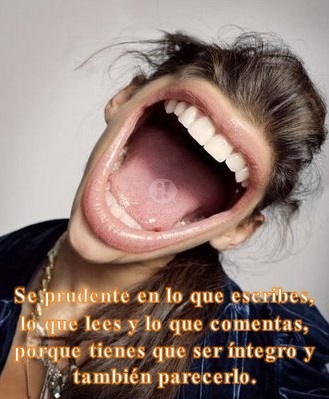 Se prudente en lo que escribes,
lo que lees y lo que comentas,
porque tienes que ser íntegro y
también parecerlo.